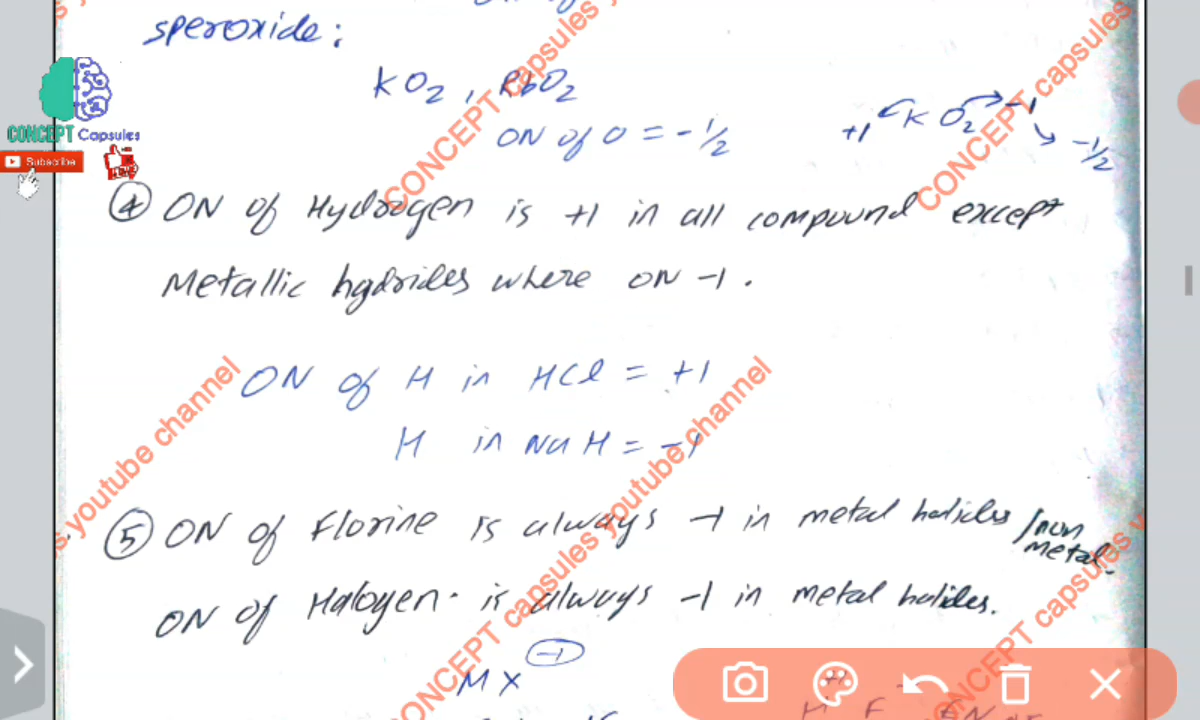 speroxide:
KO2, RbO2
ON of O = -1/2
+1 K O2 -1
-1/2
CONCEPT Capsules
Subscribe
④ ON of Hydrogen is +1 in all compound except
Metallic hydrides where ON -1.
ON of H in HCl = +1
H in NaH = -1
⑤ ON of Florine is always -1 in metal halides /non
metal.
ON of Halogen. is always -1 in metal halides.
MX -1
CONCEPT capsules youtube channel